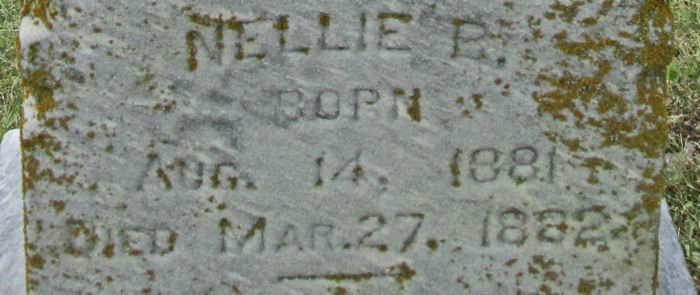 NELLIE B.
BORN
AUG. 14, 1881.
DIED MAR. 27, 1882.